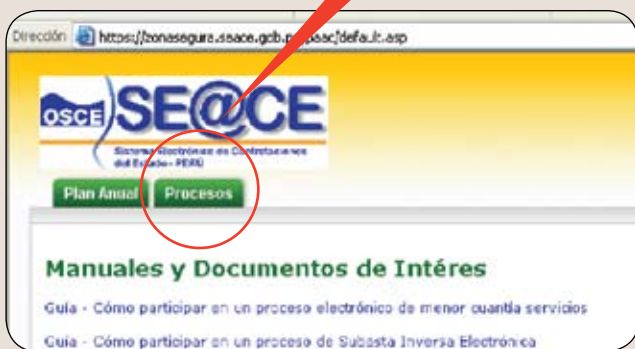 Dirección https://zonasegura.seace.gob.pe/paac/default.asp
OSCE SE@CE
Sistema Electrónico de Contrataciones
del Estado - PERÚ
Plan Anual Procesos
Manuales y Documentos de Intéres
Guía - Cómo participar en un proceso electrónico de menor cuantía servicios
Guía - Cómo participar en un proceso de Subasta Inversa Electrónica